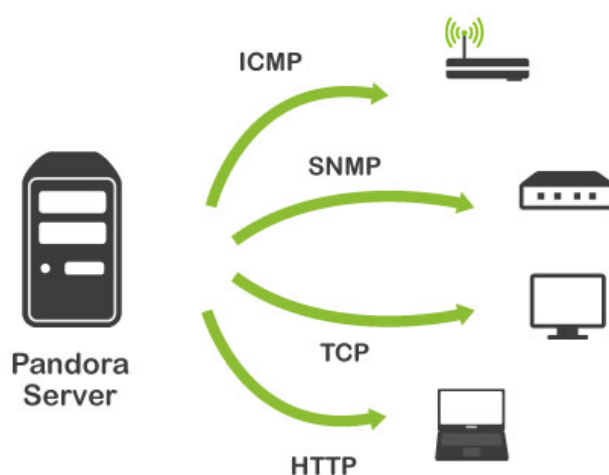 ICMP
SNMP
Pandora
Server
TCP
HTTP